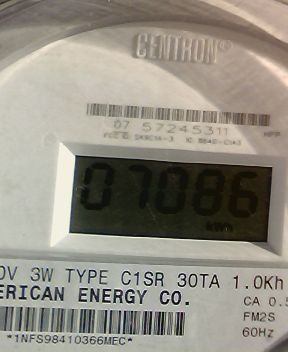 CENTRON®
07 57245311
07086
kWh
0V 3W TYPE C1SR 30TA 1.0Kh
ERICAN ENERGY CO.
CA 0.5
FM2S
60Hz
*1NFS98410366MEC*